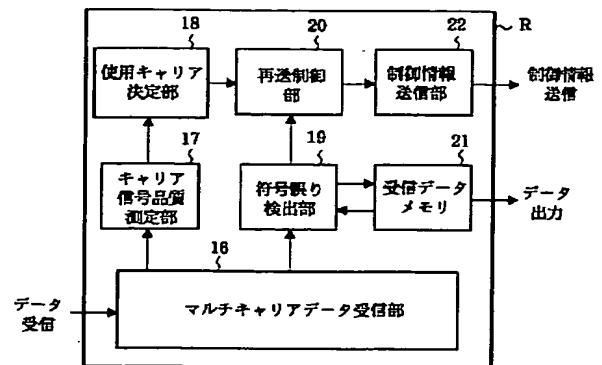 18
20
22
R
使用キャリア
決定部
再送制御
部
制御情報
送信部
制御情報
送信
17
19
21
キャリア
信号品質
測定部
符号誤り
検出部
受信データ
メモリ
データ
出力
16
データ
受信
マルチキャリアデータ受信部